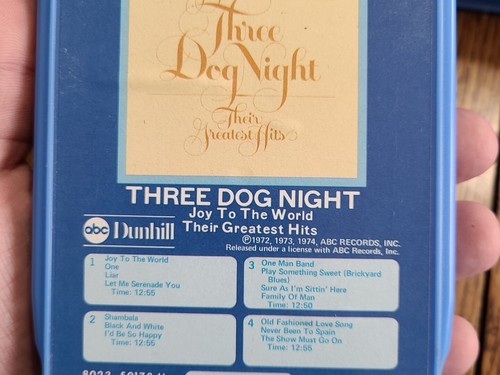 Three
Dog Night
Their
Greatest Hits
THREE DOG NIGHT
Joy To The World
Their Greatest Hits
abc Dunhill
Ⓟ1972, 1973, 1974, ABC RECORDS, INC.
Released under a license with ABC Records, Inc.
1 Joy To The World
One
Liar
Let Me Serenade You
Time: 12:55
2 Shambala
Black And White
I'd Be So Happy
Time: 12:55
3 One Man Band
Play Something Sweet (Brickyard
Blues)
Sure As I'm Sittin' Here
Family Of Man
Time: 12:50
4 Old Fashioned Love Song
Never Been To Spain
The Show Must Go On
Time: 12:55